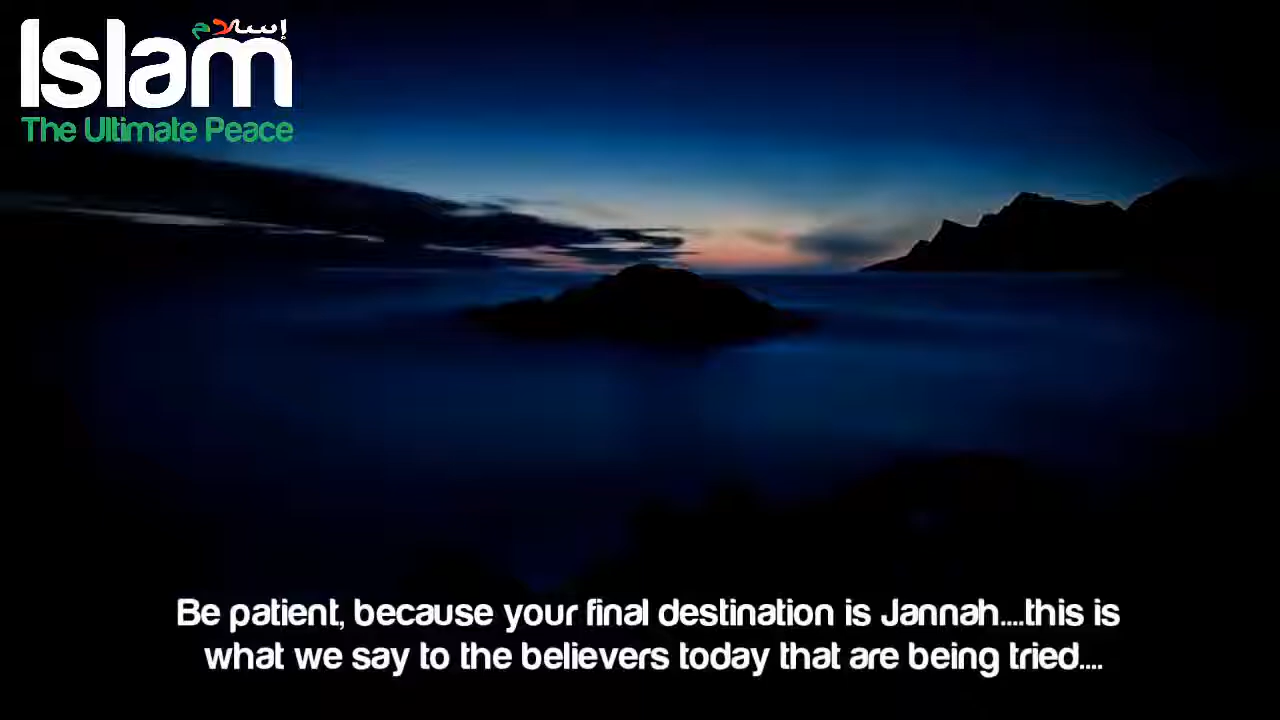 إسلام
Islam
The Ultimate Peace
Be patient, because your final destination is Jannah....this is
what we say to the believers today that are being tried....